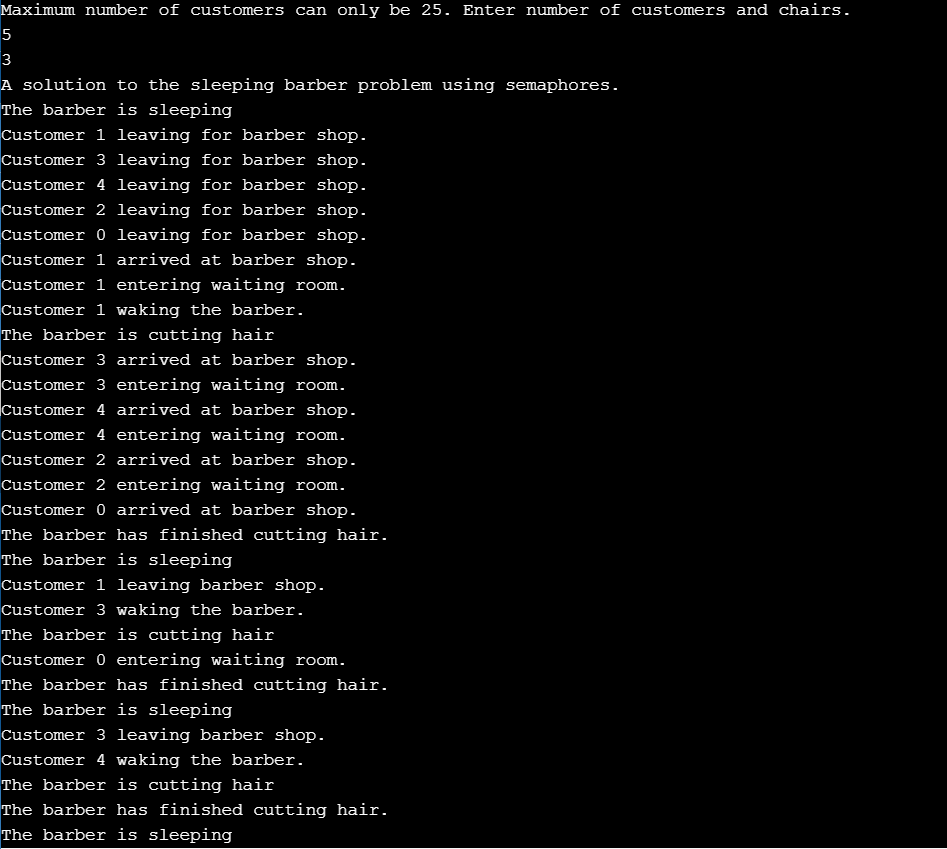 Maximum number of customers can only be 25. Enter number of customers and chairs.
5
3
A solution to the sleeping barber problem using semaphores.
The barber is sleeping
Customer 1 leaving for barber shop.
Customer 3 leaving for barber shop.
Customer 4 leaving for barber shop.
Customer 2 leaving for barber shop.
Customer 0 leaving for barber shop.
Customer 1 arrived at barber shop.
Customer 1 entering waiting room.
Customer 1 waking the barber.
The barber is cutting hair
Customer 3 arrived at barber shop.
Customer 3 entering waiting room.
Customer 4 arrived at barber shop.
Customer 4 entering waiting room.
Customer 2 arrived at barber shop.
Customer 2 entering waiting room.
Customer 0 arrived at barber shop.
The barber has finished cutting hair.
The barber is sleeping
Customer 1 leaving barber shop.
Customer 3 waking the barber.
The barber is cutting hair
Customer 0 entering waiting room.
The barber has finished cutting hair.
The barber is sleeping
Customer 3 leaving barber shop.
Customer 4 waking the barber.
The barber is cutting hair
The barber has finished cutting hair.
The barber is sleeping